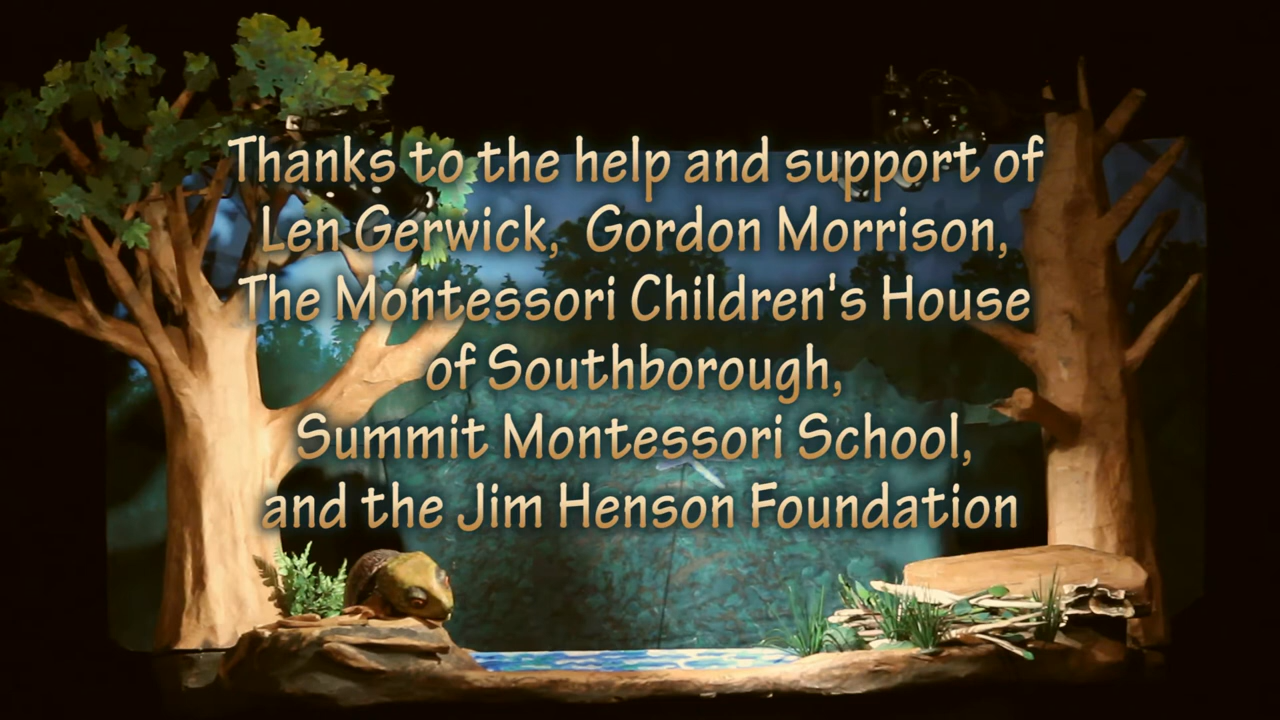 Thanks to the help and support of
Len Gerwick, Gordon Morrison,
The Montessori Children's House
of Southborough,
Summit Montessori School,
and the Jim Henson Foundation